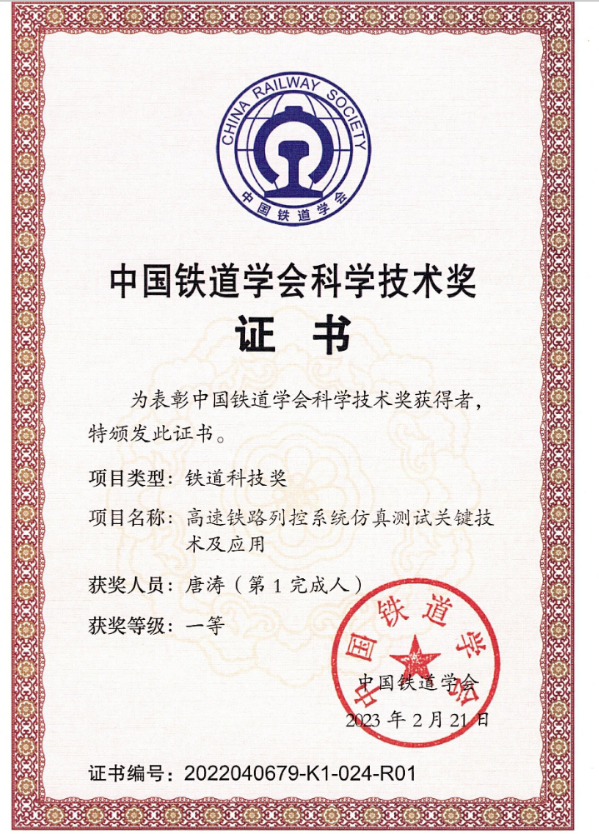 CHINA RAILWAY SOCIETY
中国铁道学会
中国铁道学会科学技术奖
证书
为表彰中国铁道学会科学技术奖获得者，
特颁发此证书。
项目类型：铁道科技奖
项目名称：高速铁路列控系统仿真测试关键技
术及应用
获奖人员：唐涛（第1完成人）
获奖等级：一等
中国铁道学会
中国铁道学会
2023年2月21日
证书编号：2022040679-K1-024-R01